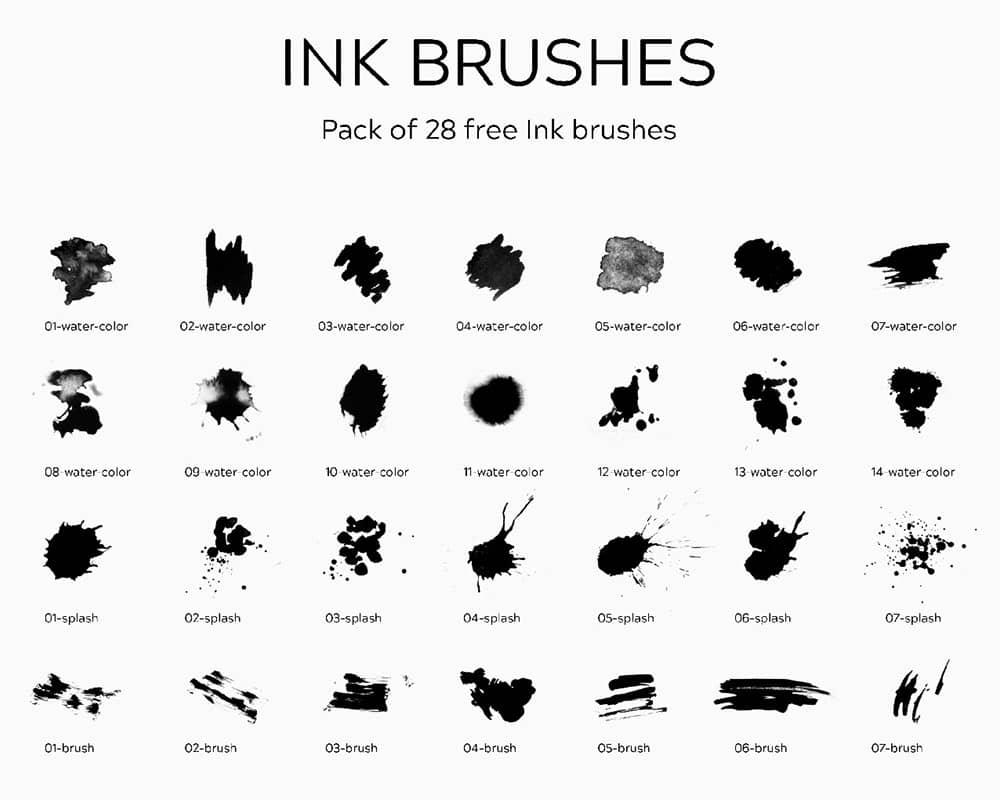 INK BRUSHES
Pack of 28 free Ink brushes
01-water-color 02-water-color 03-water-color 04-water-color 05-water-color 06-water-color 07-water-color
08-water-color 09-water-color 10-water-color 11-water-color 12-water-color 13-water-color 14-water-color
01-splash 02-splash 03-splash 04-splash 05-splash 06-splash 07-splash
01-brush 02-brush 03-brush 04-brush 05-brush 06-brush 07-brush